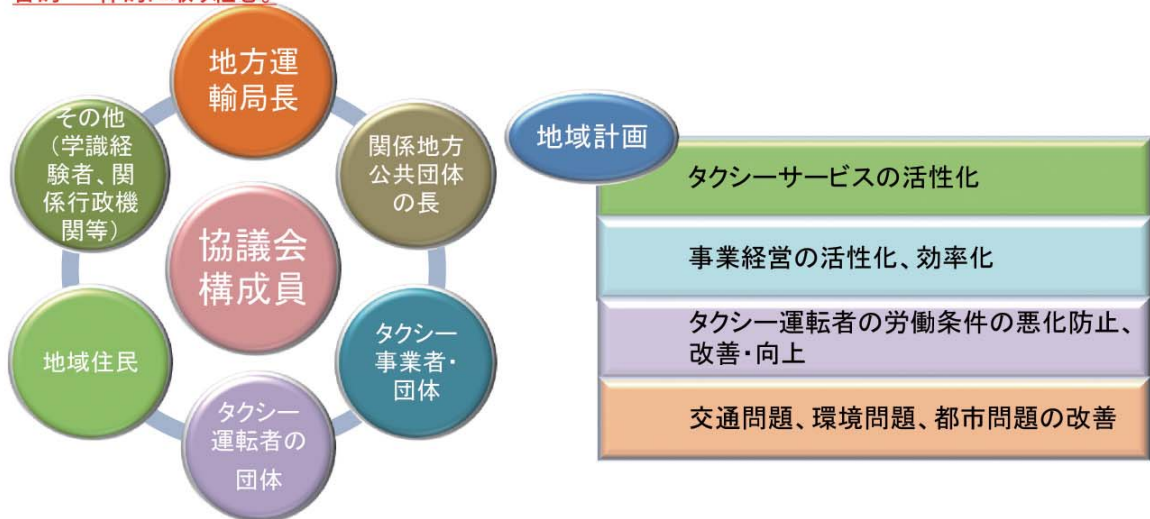 地方運
輸局長
関係地方
公共団体
の長
タクシー
事業者・
団体
タクシー
運転者の
団体
地域住民
その他
(学識経
験者、関
係行政機
関等)
協議会
構成員
地域計画
タクシーサービスの活性化
事業経営の活性化、効率化
タクシー運転者の労働条件の悪化防止、
改善・向上
交通問題、環境問題、都市問題の改善